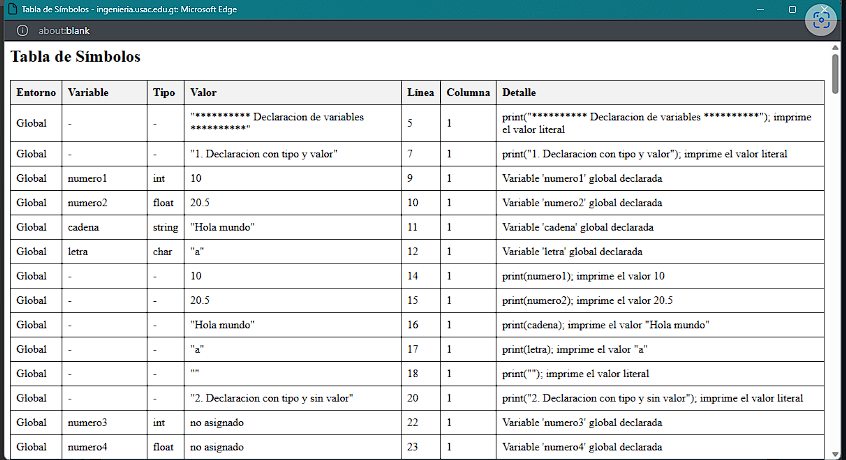 Tabla de Símbolos - ingenieria.usac.edu.gt: Microsoft Edge
about:blank
Tabla de Símbolos
Entorno Variable Tipo Valor Línea Columna Detalle
Global - - "********** Declaracion de variables **********" 5 1 print("********** Declaracion de variables **********"); imprime el valor literal
Global - - "1. Declaracion con tipo y valor" 7 1 print("1. Declaracion con tipo y valor"); imprime el valor literal
Global numero1 int 10 9 1 Variable 'numero1' global declarada
Global numero2 float 20.5 10 1 Variable 'numero2' global declarada
Global cadena string "Hola mundo" 11 1 Variable 'cadena' global declarada
Global letra char "a" 12 1 Variable 'letra' global declarada
Global - - 10 14 1 print(numero1); imprime el valor 10
Global - - 20.5 15 1 print(numero2); imprime el valor 20.5
Global - - "Hola mundo" 16 1 print(cadena); imprime el valor "Hola mundo"
Global - - "a" 17 1 print(letra); imprime el valor "a"
Global - - "" 18 1 print(""); imprime el valor literal
Global - - "2. Declaracion con tipo y sin valor" 20 1 print("2. Declaracion con tipo y sin valor"); imprime el valor literal
Global numero3 int no asignado 22 1 Variable 'numero3' global declarada
Global numero4 float no asignado 23 1 Variable 'numero4' global declarada